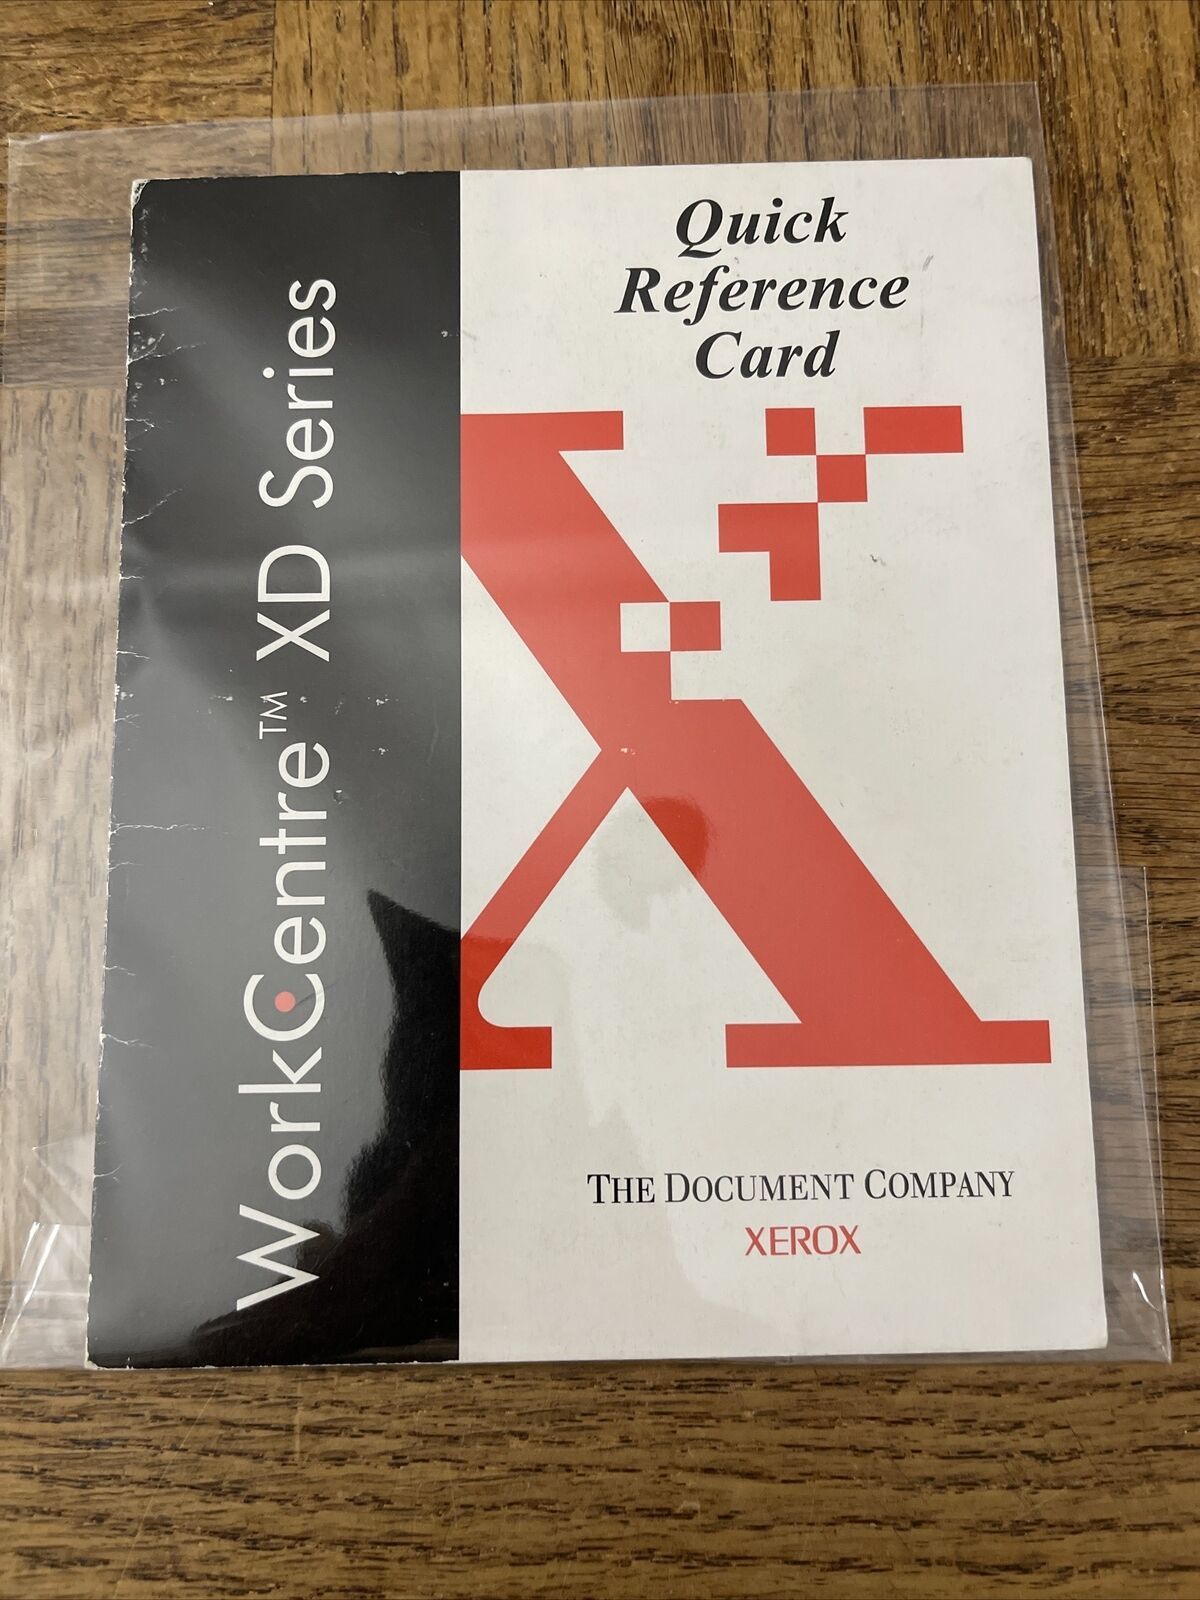 Quick
Reference
Card
WorkCentre™ XD Series
THE DOCUMENT COMPANY
XEROX